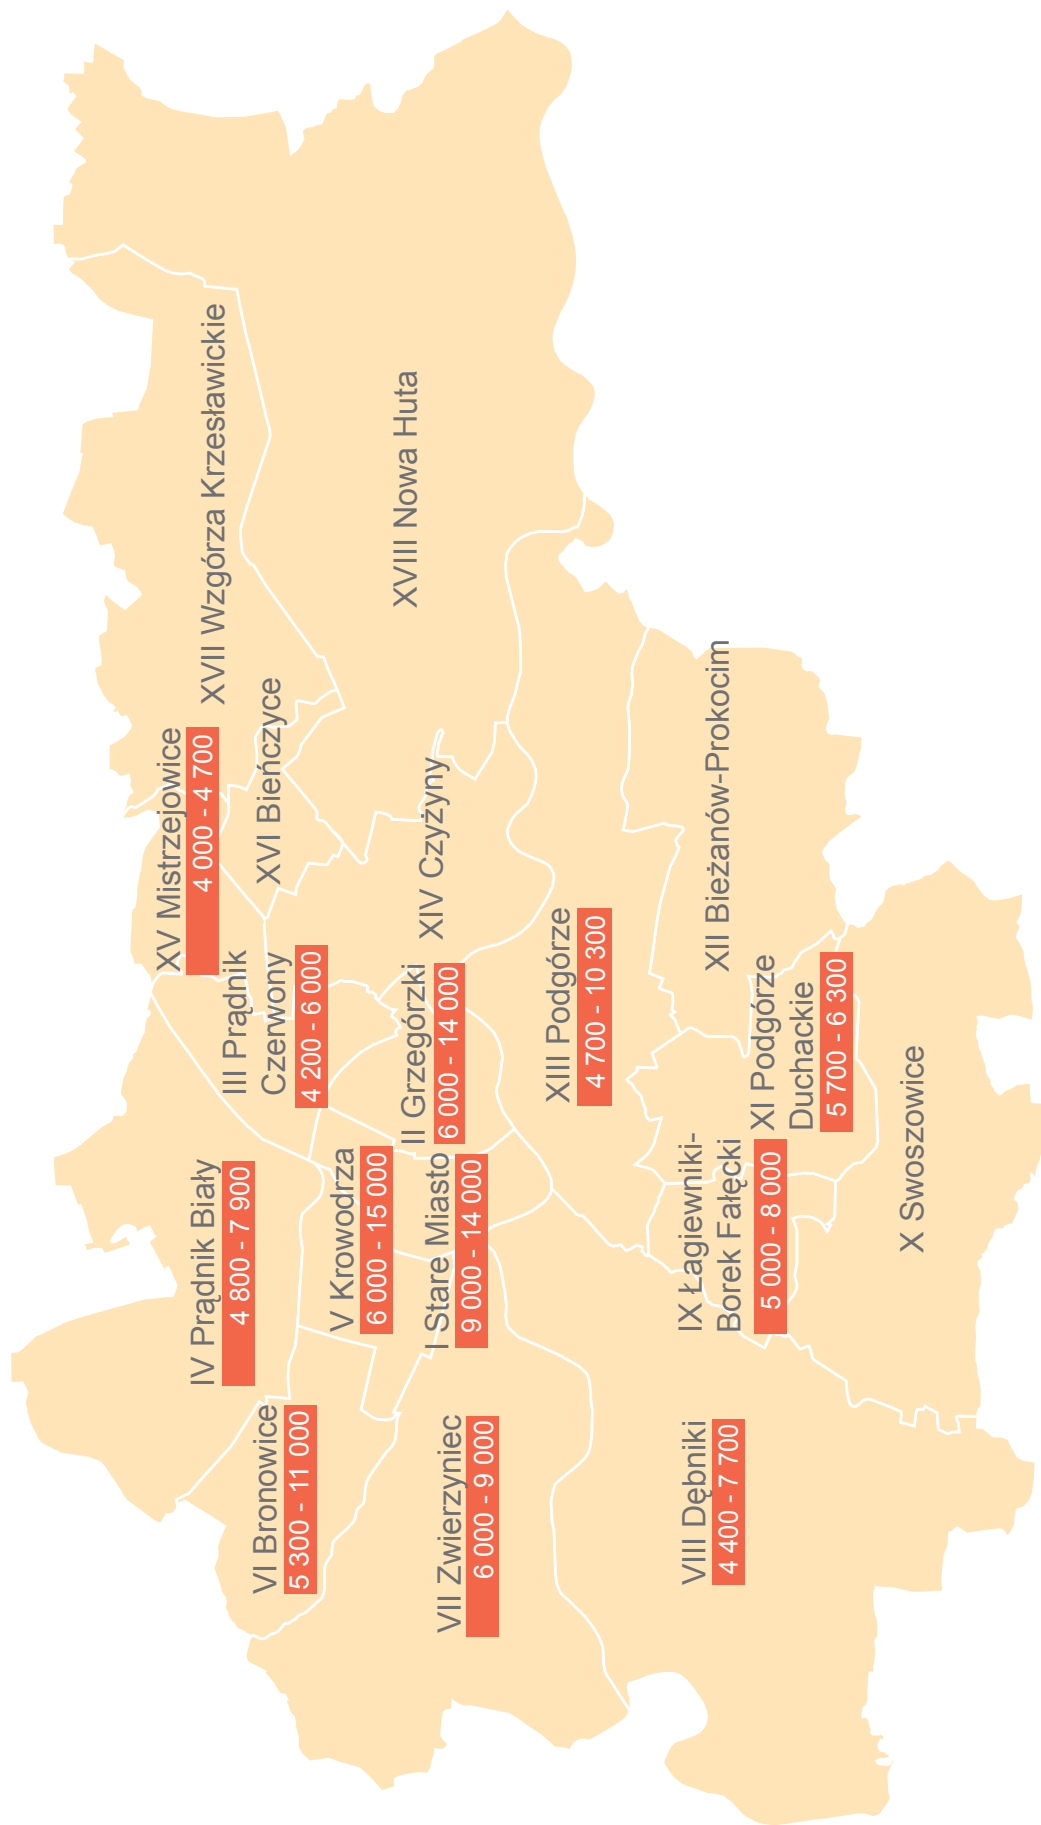 XV Mistrzejowice
4 000 - 4 700
XVII Wzgórza Krzesławickie
IV Prądnik Biały
4 800 - 7 900
III Prądnik
Czerwony
4 200 - 6 000
XVI Bieńczyce
VI Bronowice
5 300 - 11 000
V Krowodrza
6 000 - 15 000
XVIII Nowa Huta
II Grzegórzki
6 000 - 14 000
XIV Czyżyny
I Stare Miasto
9 000 - 14 000
VII Zwierzyniec
6 000 - 9 000
XIII Podgórze
4 700 - 10 300
VIII Dębniki
4 400 - 7 700
IX Łagiewniki-
Borek Fałęcki
5 000 - 8 000
XII Bieżanów-Prokocim
XI Podgórze
Duchackie
5 700 - 6 300
X Swoszowice